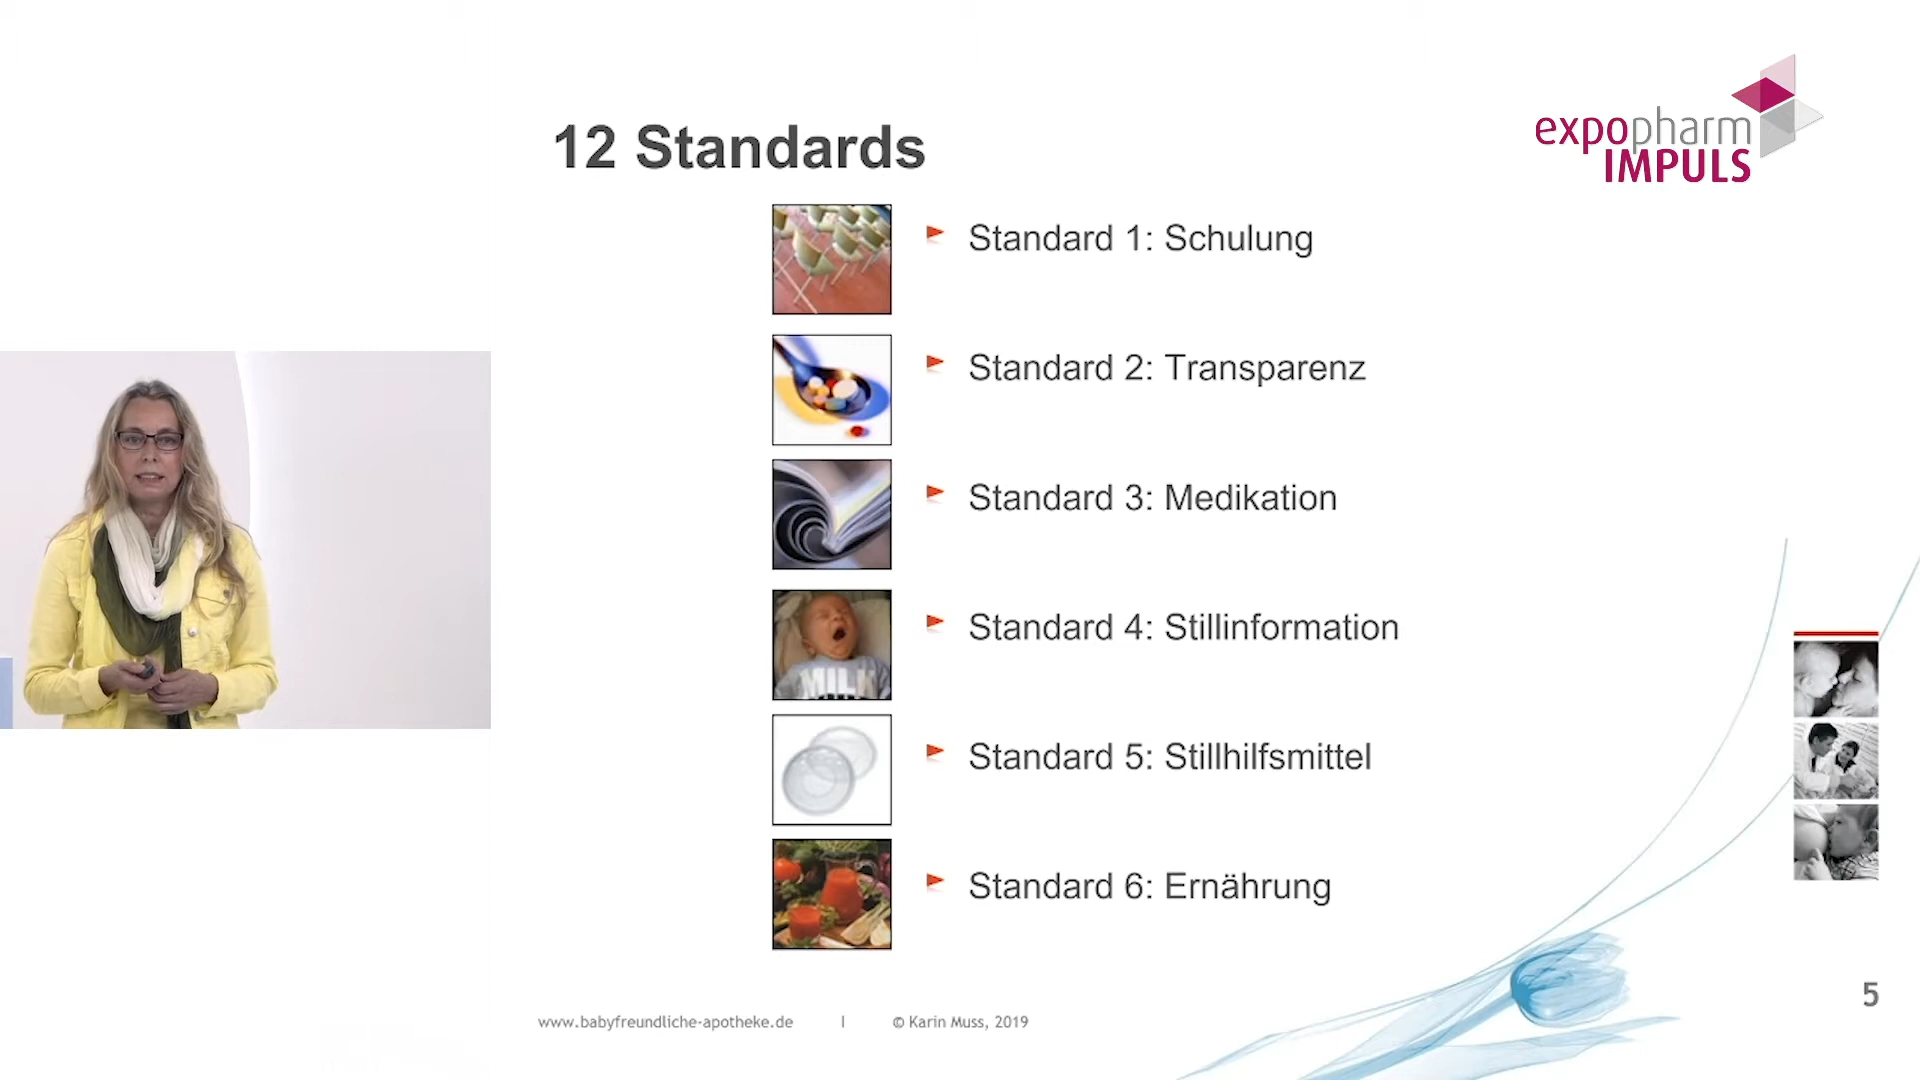 expopharm
IMPULS
12 Standards
Standard 1: Schulung
Standard 2: Transparenz
Standard 3: Medikation
Standard 4: Stillinformation
MILK
Standard 5: Stillhilfsmittel
Standard 6: Ernährung
www.babyfreundliche-apotheke.de | © Karin Muss, 2019
5